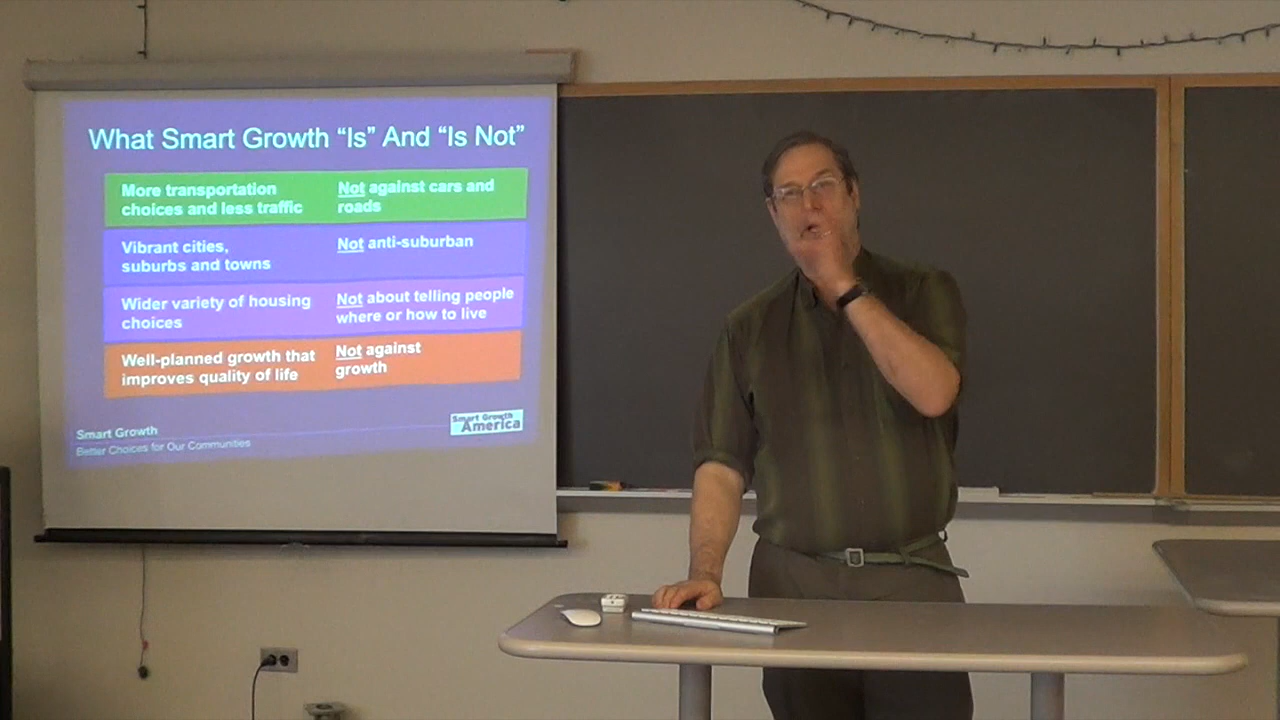 What Smart Growth “Is” And “Is Not”
More transportation
choices and less traffic
Not against cars and
roads
Vibrant cities,
suburbs and towns
Not anti-suburban
Wider variety of housing
choices
Not about telling people
where or how to live
Well-planned growth that
improves quality of life
Not against
growth
Smart Growth
Better Choices for Our Communities
Smart Growth
America